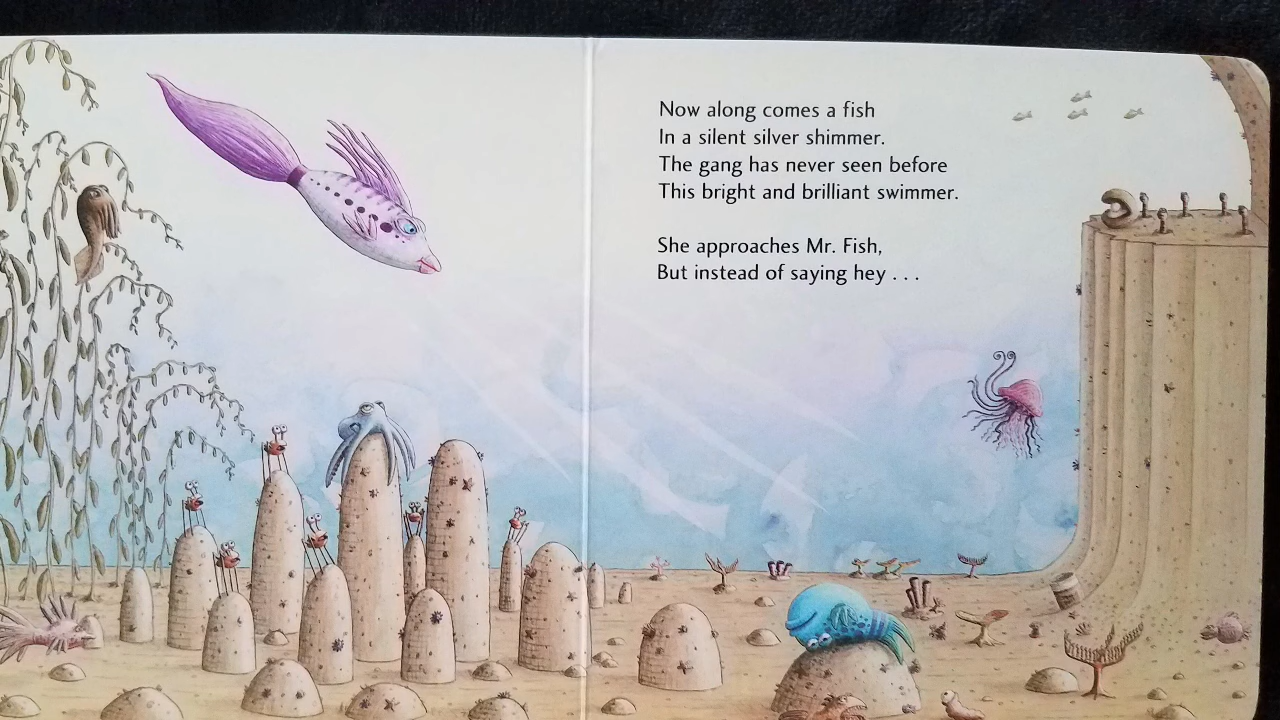 Now along comes a fish
In a silent silver shimmer.
The gang has never seen before
This bright and brilliant swimmer.
She approaches Mr. Fish,
But instead of saying hey . . .